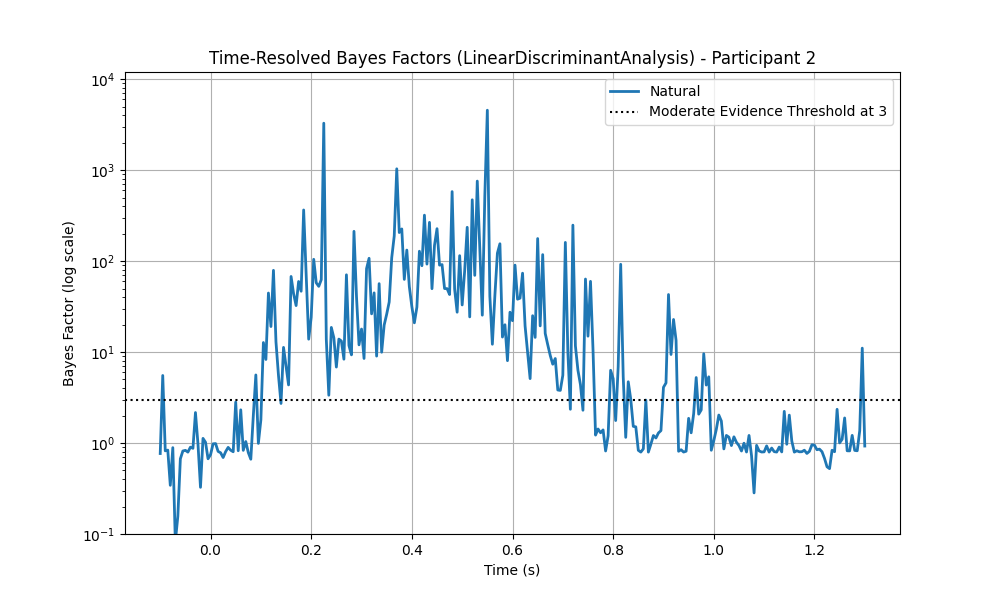 Time-Resolved Bayes Factors (LinearDiscriminantAnalysis) - Participant 2
Natural
Moderate Evidence Threshold at 3
Bayes Factor (log scale)
10⁴
10³
10²
10¹
10⁰
10⁻¹
0.0 0.2 0.4 0.6 0.8 1.0 1.2
Time (s)